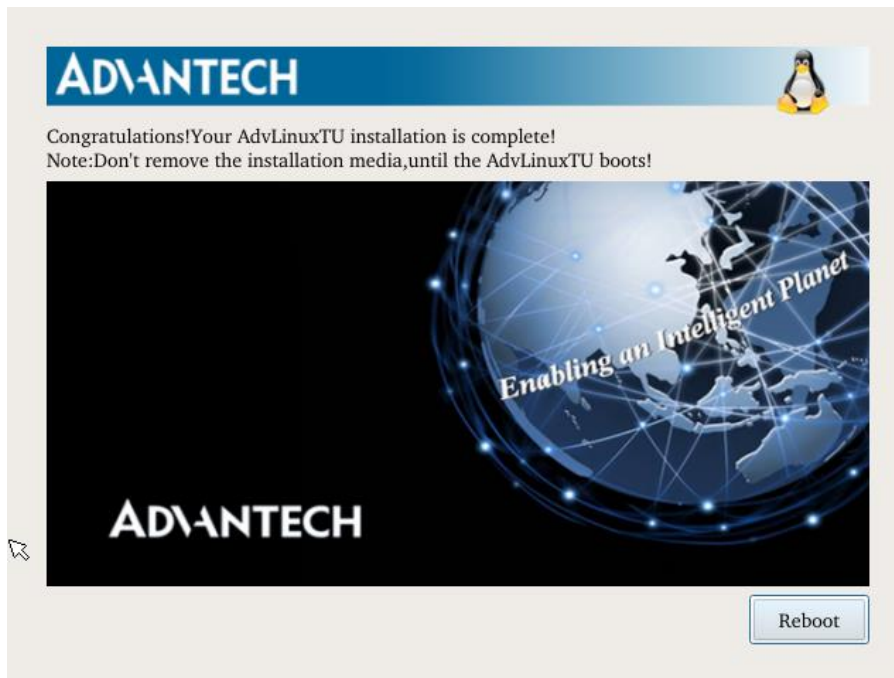 ADVANTECH
Congratulations!Your AdvLinuxTU installation is complete!
Note:Don't remove the installation media,until the AdvLinuxTU boots!
Enabling an Intelligent Planet
ADVANTECH
Reboot